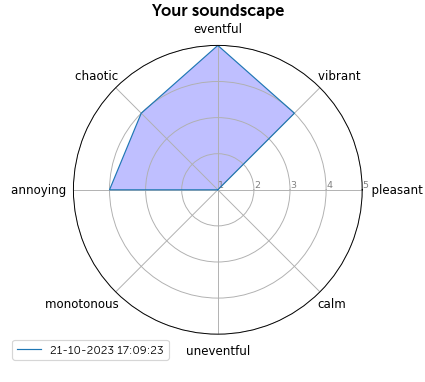 Your soundscape
eventful
chaotic
vibrant
annoying
1 2 3 4 5
pleasant
monotonous
calm
uneventful
21-10-2023 17:09:23